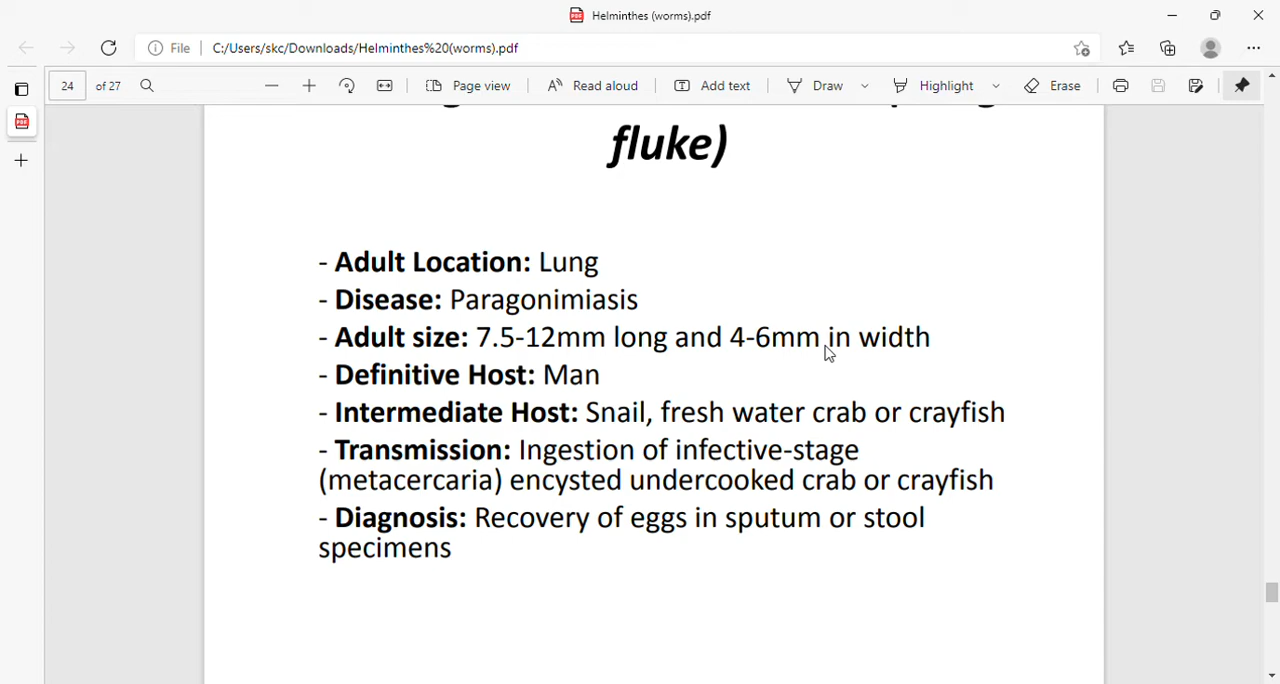 Helminthes (worms).pdf
File C:/Users/skc/Downloads/Helminthes%20(worms).pdf
24 of 27 Page view Read aloud Add text Draw Highlight Erase
fluke)
- Adult Location: Lung
- Disease: Paragonimiasis
- Adult size: 7.5-12mm long and 4-6mm in width
- Definitive Host: Man
- Intermediate Host: Snail, fresh water crab or crayfish
- Transmission: Ingestion of infective-stage
(metacercaria) encysted undercooked crab or crayfish
- Diagnosis: Recovery of eggs in sputum or stool
specimens